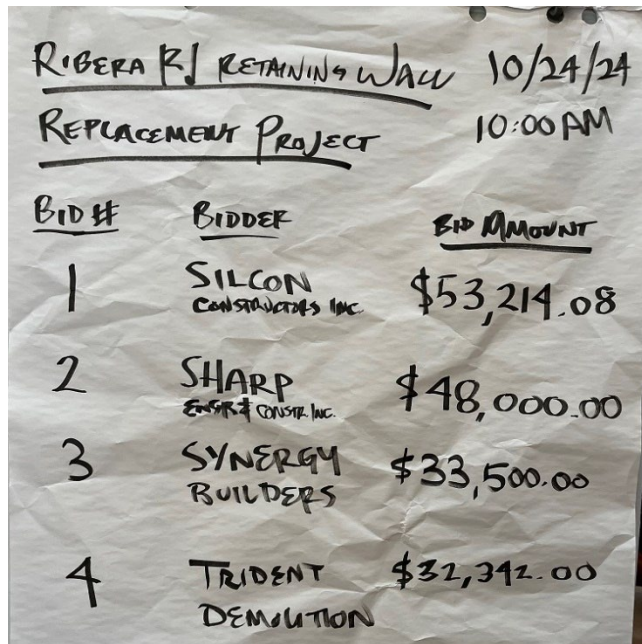 RIBERA RD RETAINING WALL 10/24/24
REPLACEMENT PROJECT 10:00 AM
BID # BIDDER BID AMOUNT
1 SILCON $53,214.08
CONSTRUCTORS INC.
2 SHARP $48,000.00
ENGR & CONSTR. INC.
3 SYNERGY $33,500.00
BUILDERS
4 TRIDENT $32,342.00
DEMOLITION